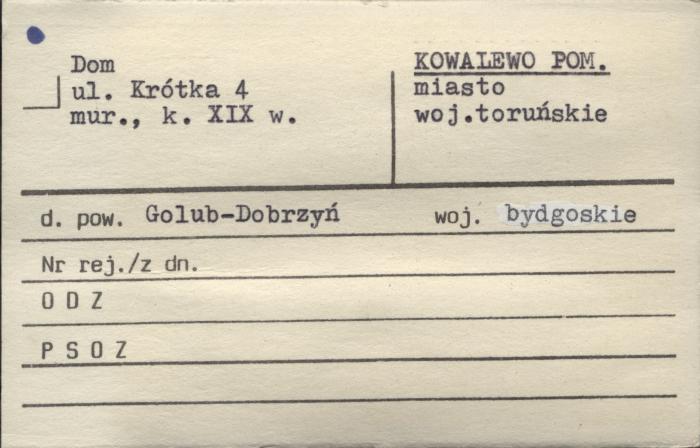 Dom
ul. Krótka 4
mur., k. XIX w.
KOWALEWO POM.
miasto
woj.toruńskie
d. pow. Golub-Dobrzyń woj. bydgoskie
Nr rej./z dn.
O D Z
P S O Z